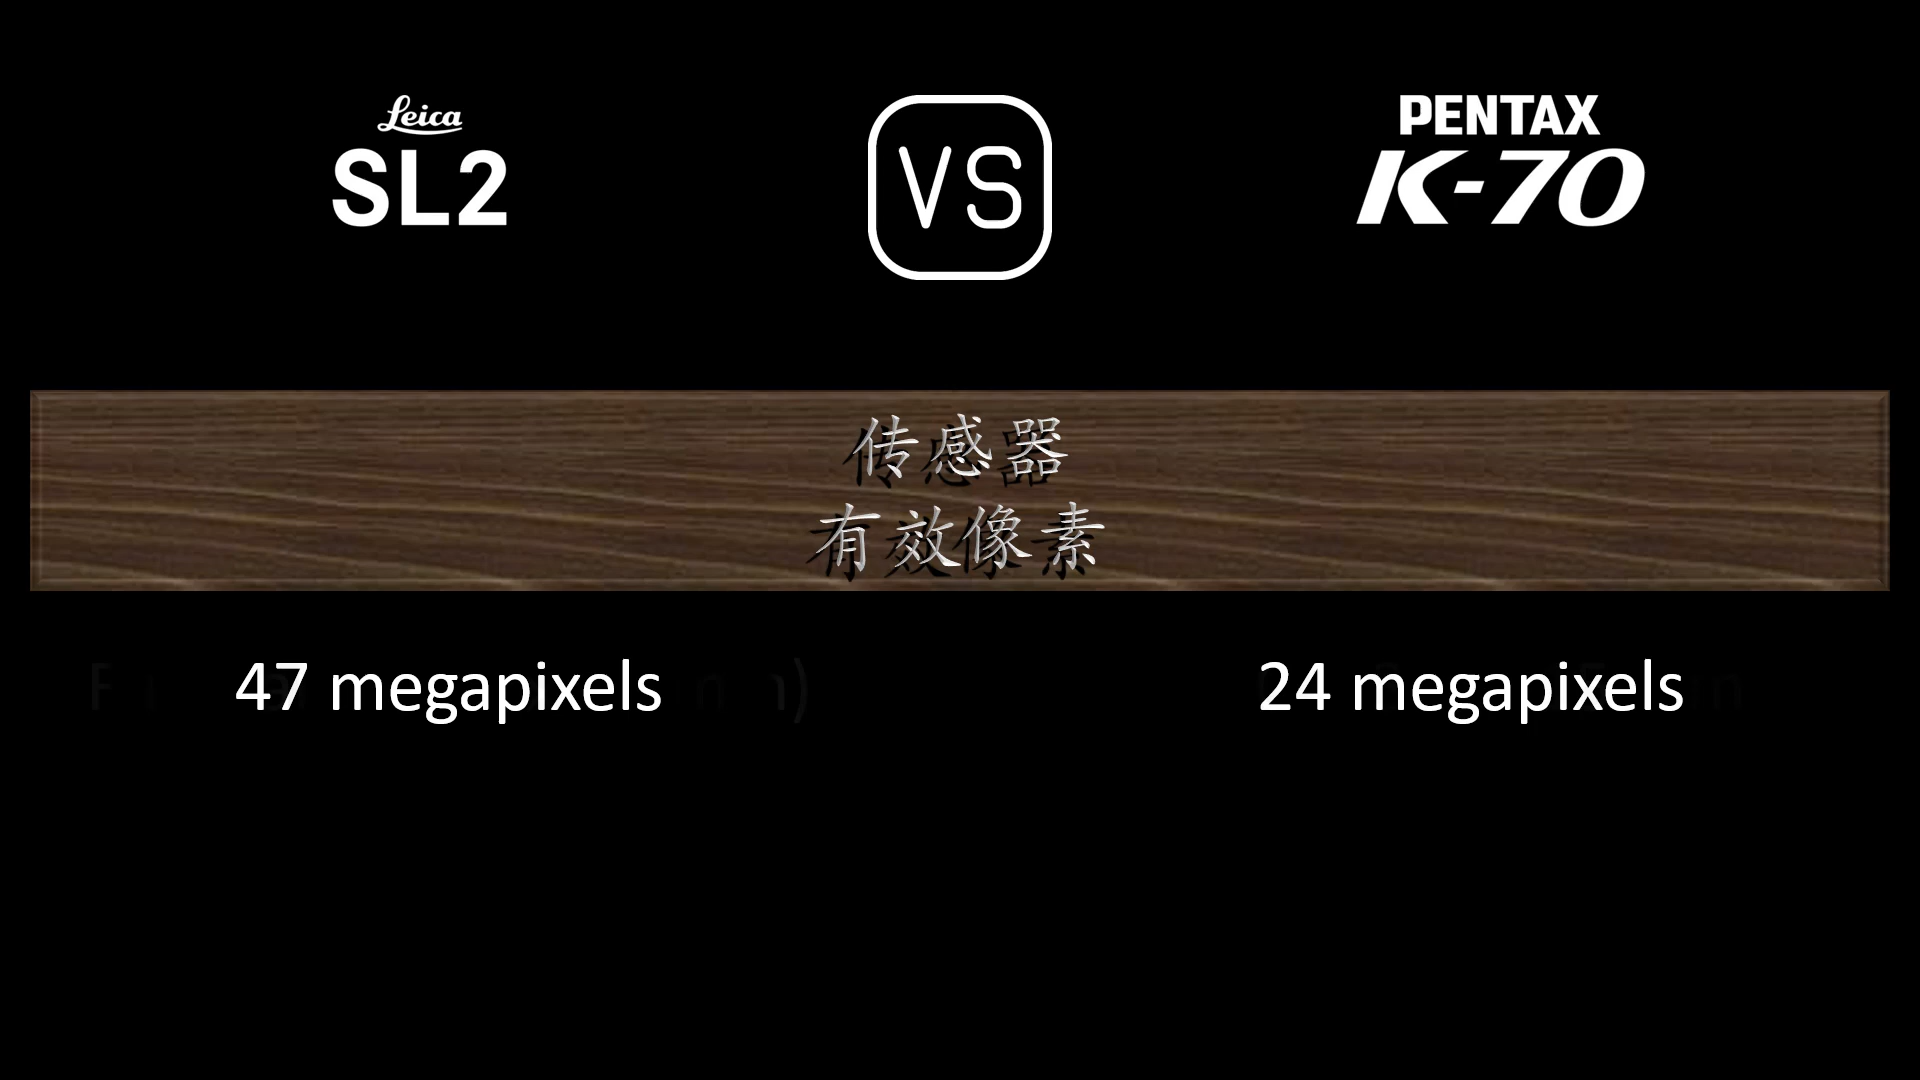 Leica
SL2
VS
PENTAX
K-70
传感器
有效像素
47 megapixels
24 megapixels